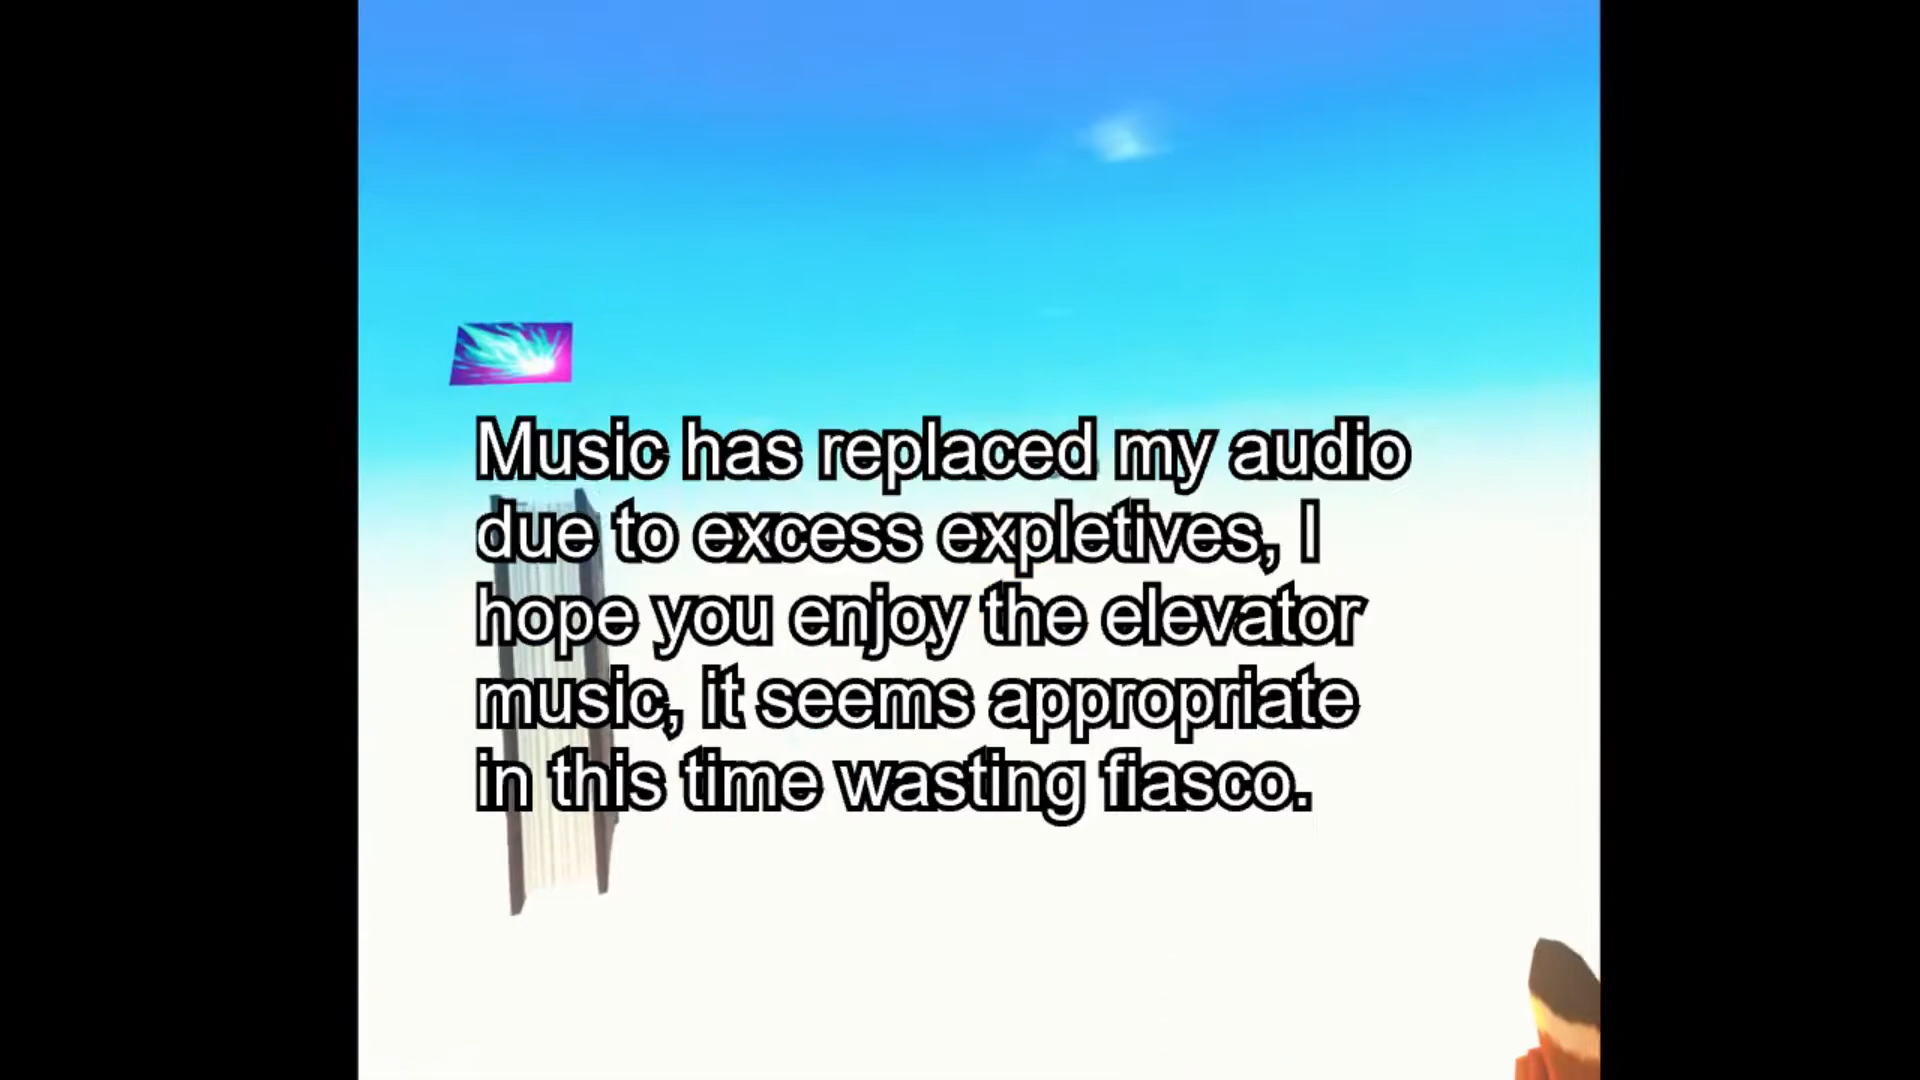 Music has replaced my audio
due to excess expletives, I
hope you enjoy the elevator
music, it seems appropriate
in this time wasting fiasco.